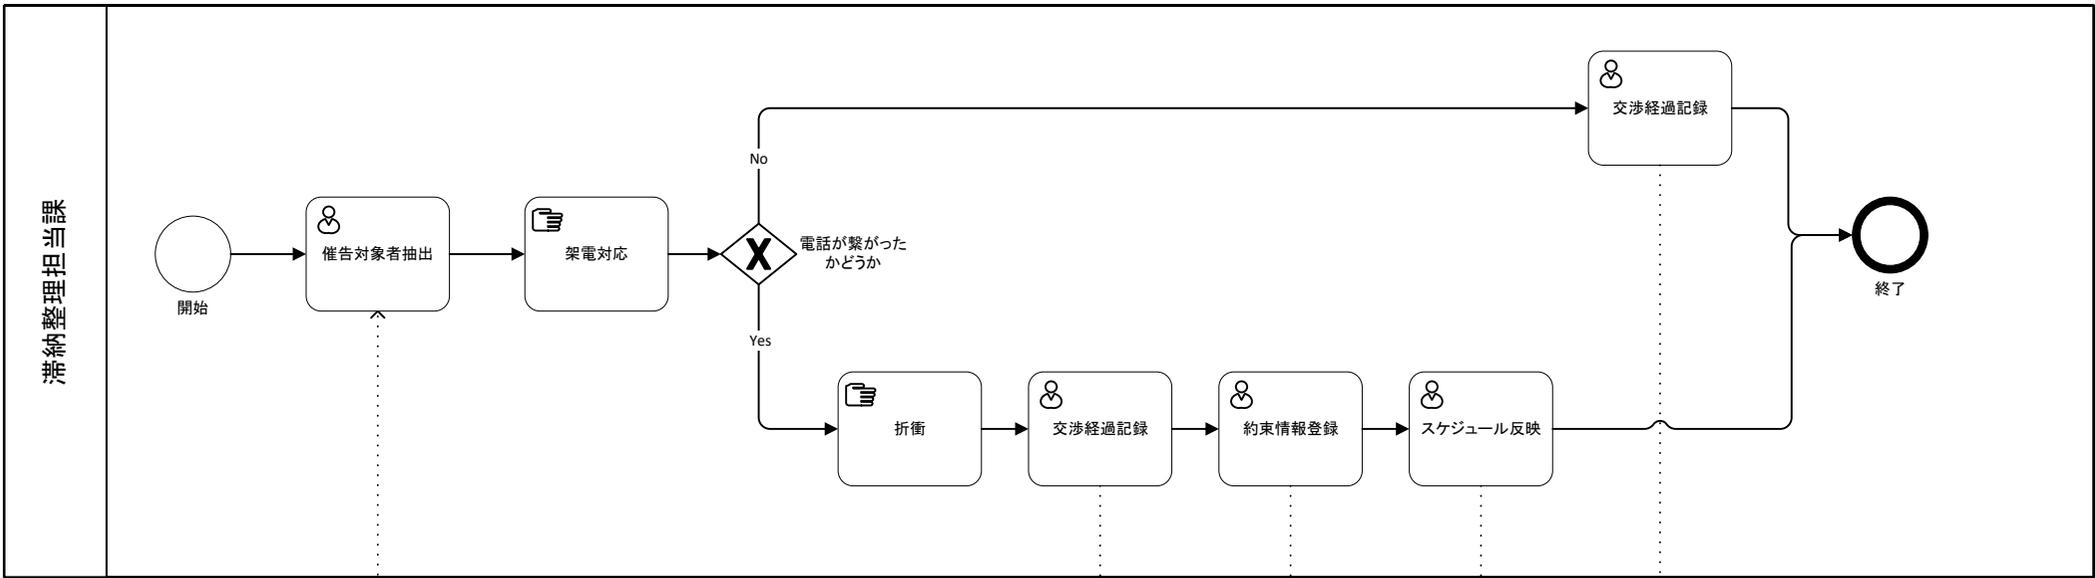 滞納整理担当課
開始
催告対象者抽出
架電対応
電話が繋がった
かどうか
No
交渉経過記録
Yes
折衝
交渉経過記録
約束情報登録
スケジュール反映
終了